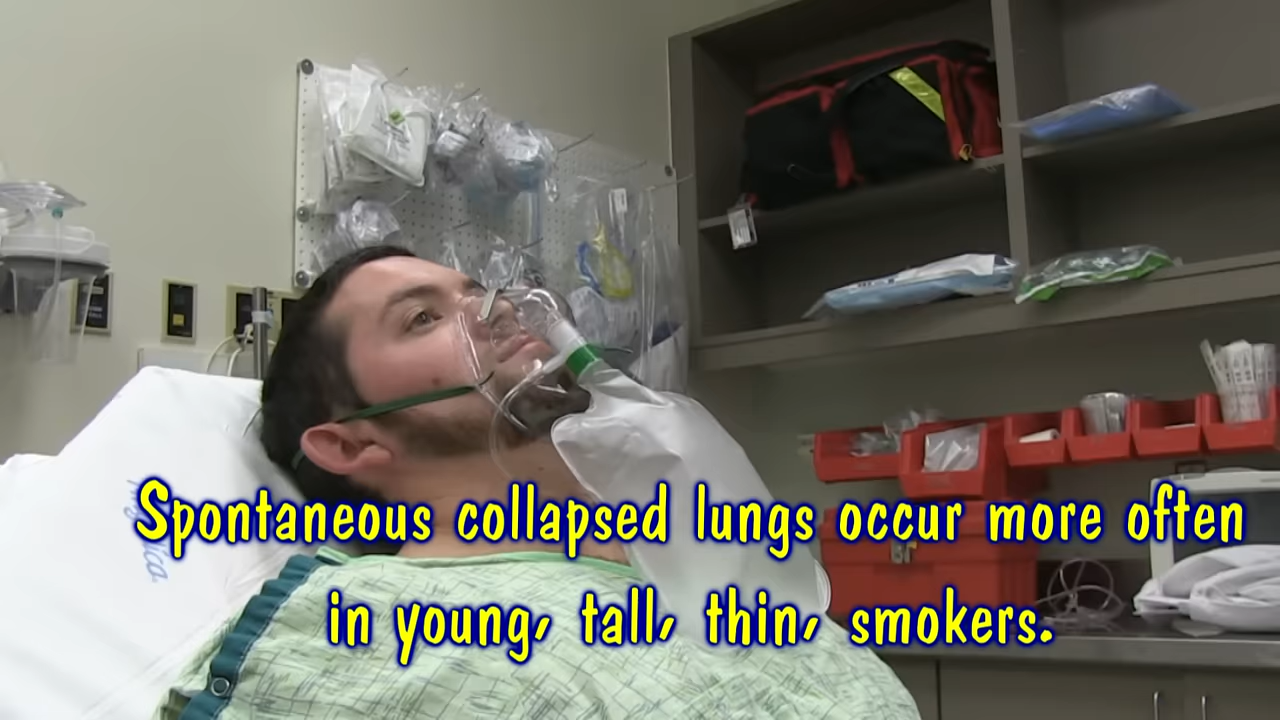 Spontaneous collapsed lungs occur more often
in young, tall, thin, smokers.